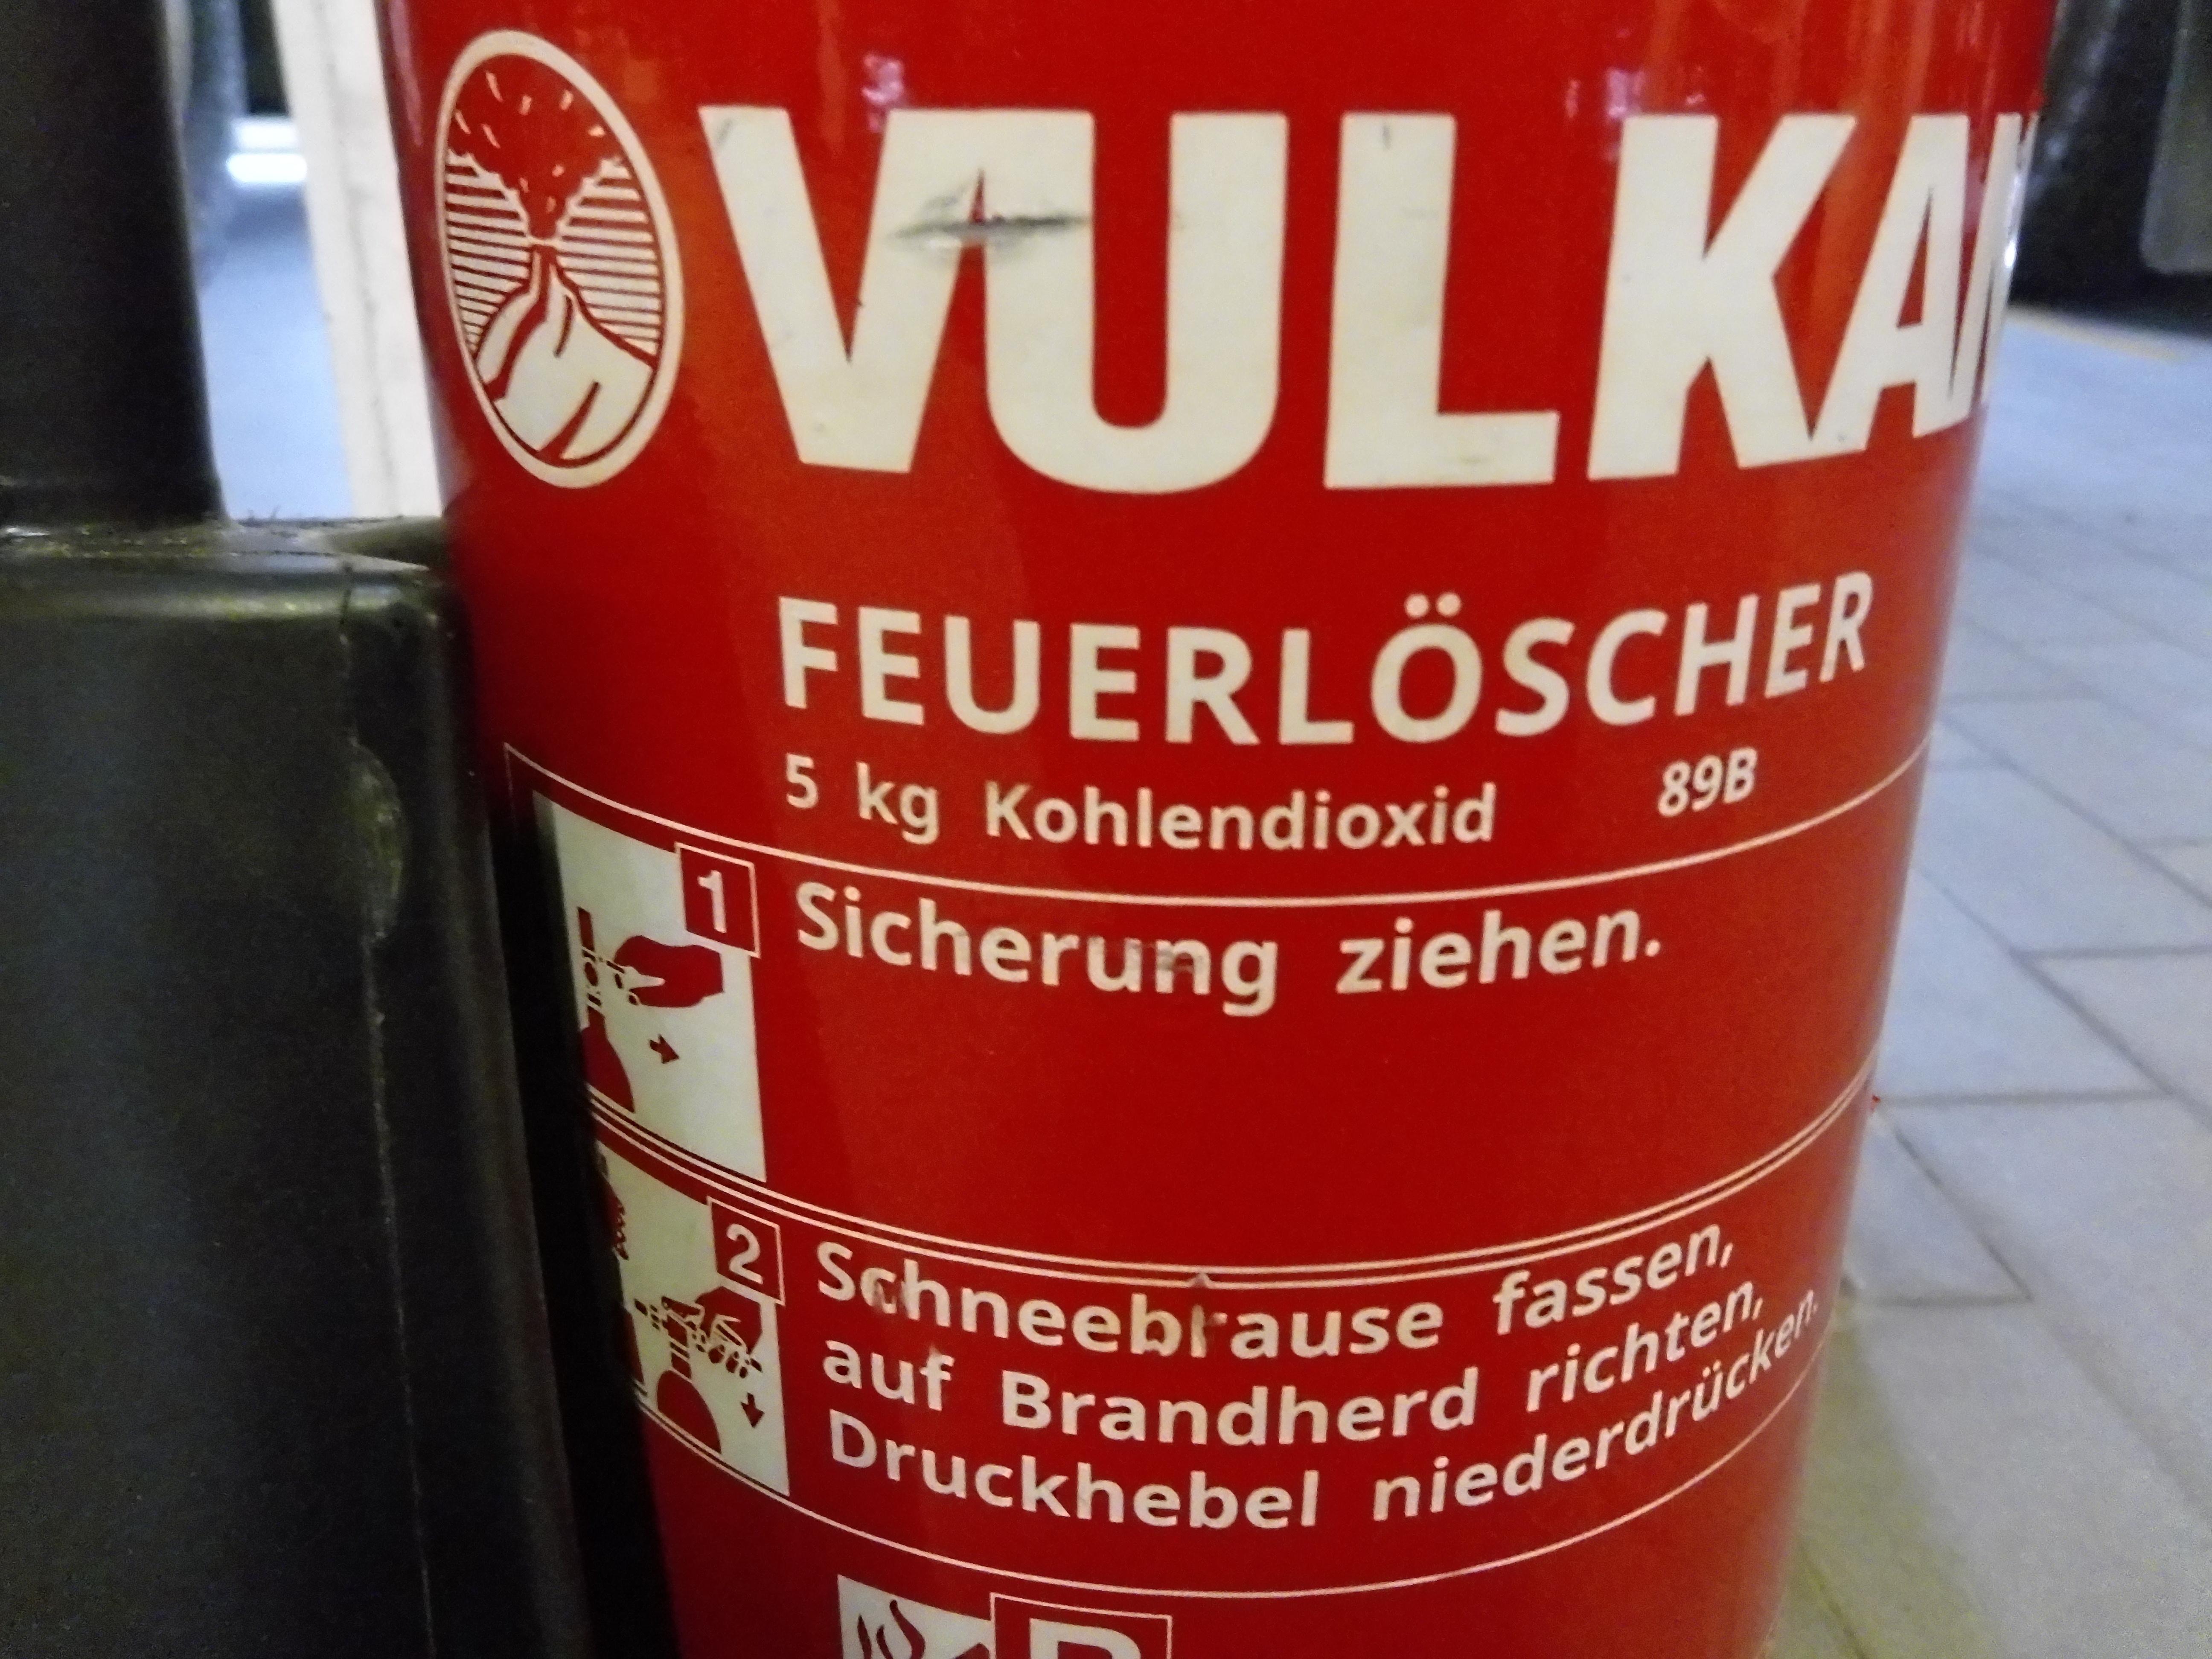 VULKAN
FEUERLÖSCHER
5 kg Kohlendioxid 89B
1 Sicherung ziehen.
2 Schneebrause fassen,
auf Brandherd richten,
Druckhebel niederdrücken.
B